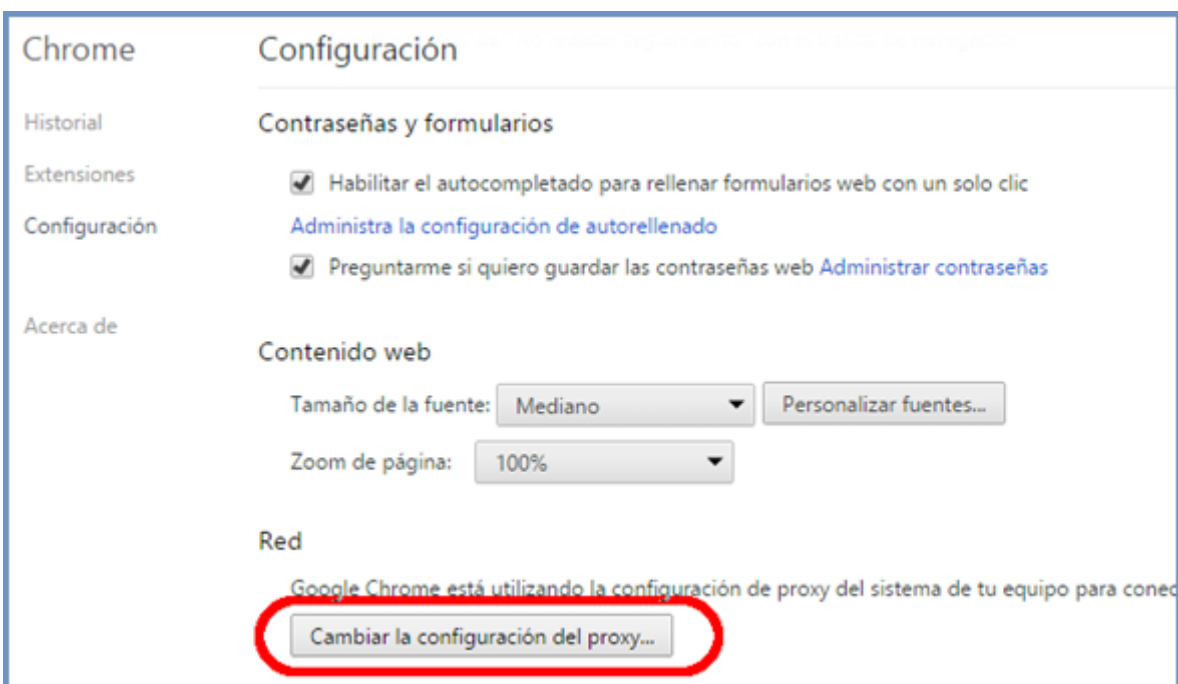 Chrome
Configuración
Historial
Extensiones
Configuración
Acerca de
Contraseñas y formularios
Habilitar el autocompletado para rellenar formularios web con un solo clic
Administra la configuración de autorellenado
Preguntarme si quiero guardar las contraseñas web Administrar contraseñas
Contenido web
Tamaño de la fuente: Mediano Personalizar fuentes...
Zoom de página: 100%
Red
Google Chrome está utilizando la configuración de proxy del sistema de tu equipo para
Cambiar la configuración del proxy...